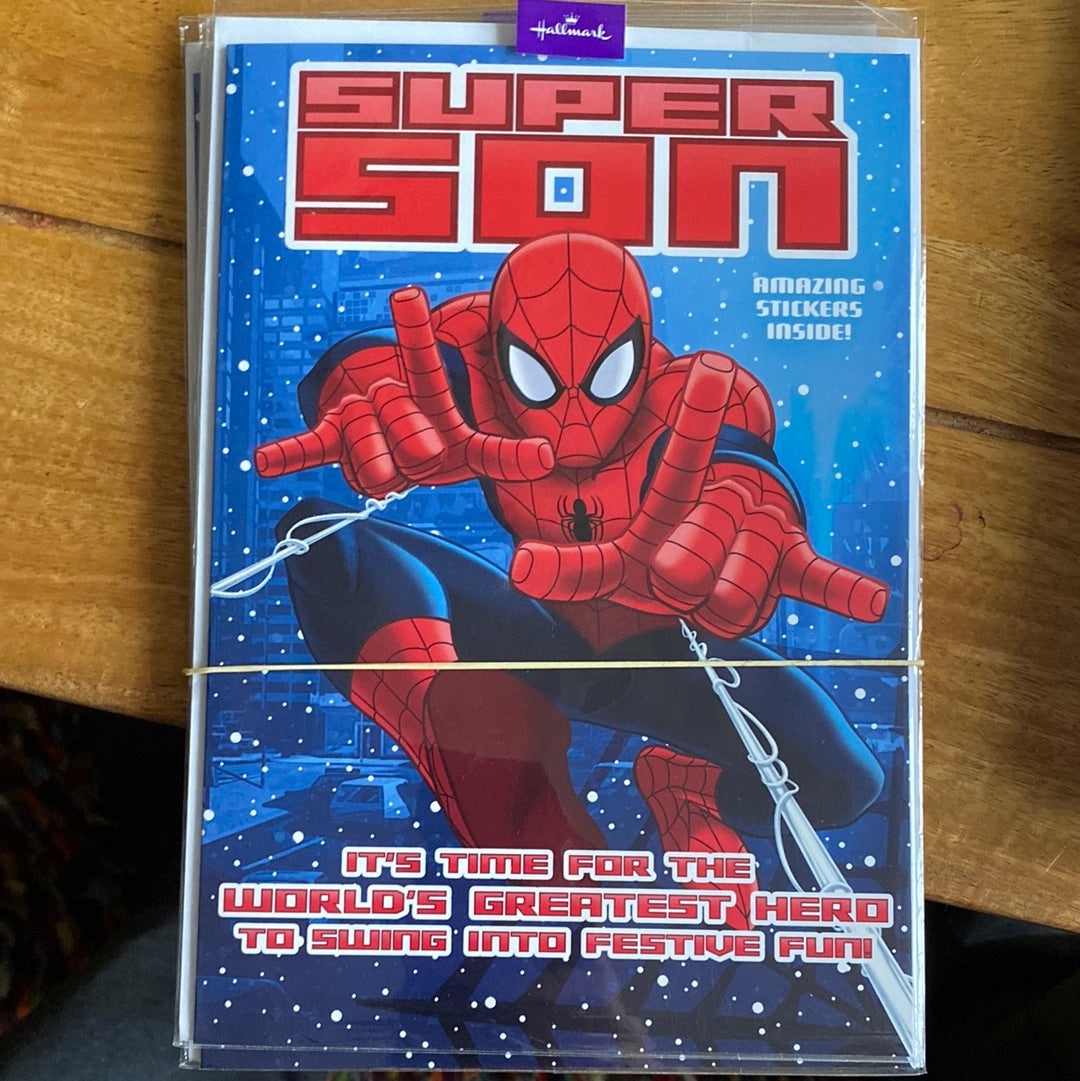 Hallmark
SUPER
SON
AMAZING
STICKERS
INSIDE!
IT'S TIME FOR THE
WORLD'S GREATEST HERO
TO SWING INTO FESTIVE FUN!